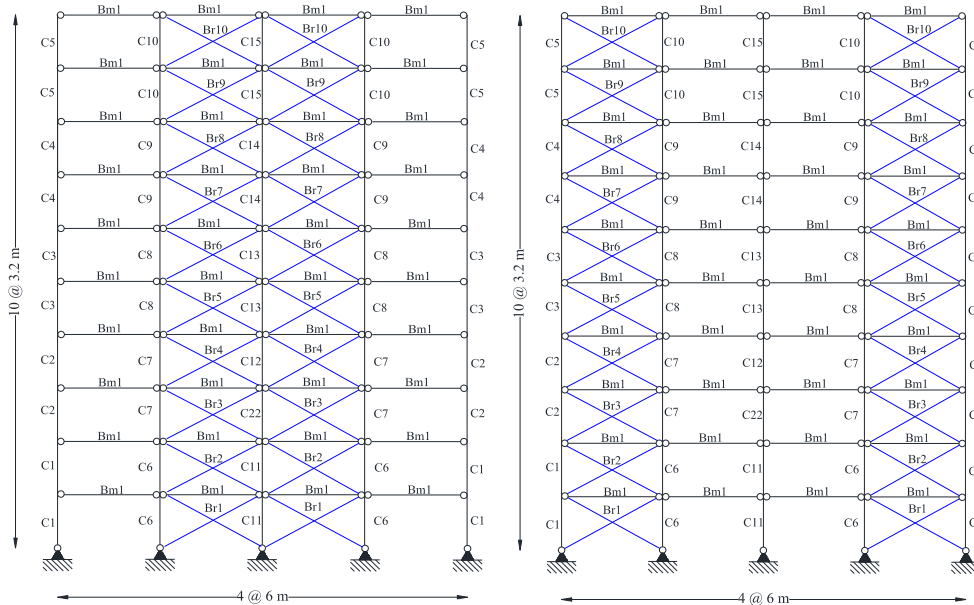 Bm1 Bm1 Bm1 Bm1
C5 C10 Br10 C15 Br10 C10 C5
Bm1 Bm1 Bm1 Bm1
C5 C10 Br9 C15 Br9 C10 C5
Bm1 Bm1 Bm1 Bm1
C4 C9 Br8 C14 Br8 C9 C4
Bm1 Bm1 Bm1 Bm1
C4 C9 Br7 C14 Br7 C9 C4
Bm1 Bm1 Bm1 Bm1
C3 C8 Br6 C13 Br6 C8 C3
Bm1 Bm1 Bm1 Bm1
C3 C8 Br5 C13 Br5 C8 C3
Bm1 Bm1 Bm1 Bm1
C2 C7 Br4 C12 Br4 C7 C2
Bm1 Bm1 Bm1 Bm1
C2 C7 Br3 C22 Br3 C7 C2
Bm1 Bm1 Bm1 Bm1
C1 C6 Br2 C11 Br2 C6 C1
Bm1 Bm1 Bm1 Bm1
C1 C6 Br1 C11 Br1 C6 C1
10 @ 3.2 m
4 @ 6 m
Bm1 Bm1 Bm1 Bm1
C5 Br10 C10 C15 C10 Br10
Bm1 Bm1 Bm1 Bm1
C5 Br9 C10 C15 C10 Br9
Bm1 Bm1 Bm1 Bm1
C4 Br8 C9 C14 C9 Br8
Bm1 Bm1 Bm1 Bm1
C4 Br7 C9 C14 C9 Br7
Bm1 Bm1 Bm1 Bm1
C3 Br6 C8 C13 C8 Br6
Bm1 Bm1 Bm1 Bm1
C3 Br5 C8 C13 C8 Br5
Bm1 Bm1 Bm1 Bm1
C2 Br4 C7 C12 C7 Br4
Bm1 Bm1 Bm1 Bm1
C2 Br3 C7 C22 C7 Br3
Bm1 Bm1 Bm1 Bm1
C1 Br2 C6 C11 C6 Br2
Bm1 Bm1 Bm1 Bm1
C1 Br1 C6 C11 C6 Br1
10 @ 3.2 m
4 @ 6 m